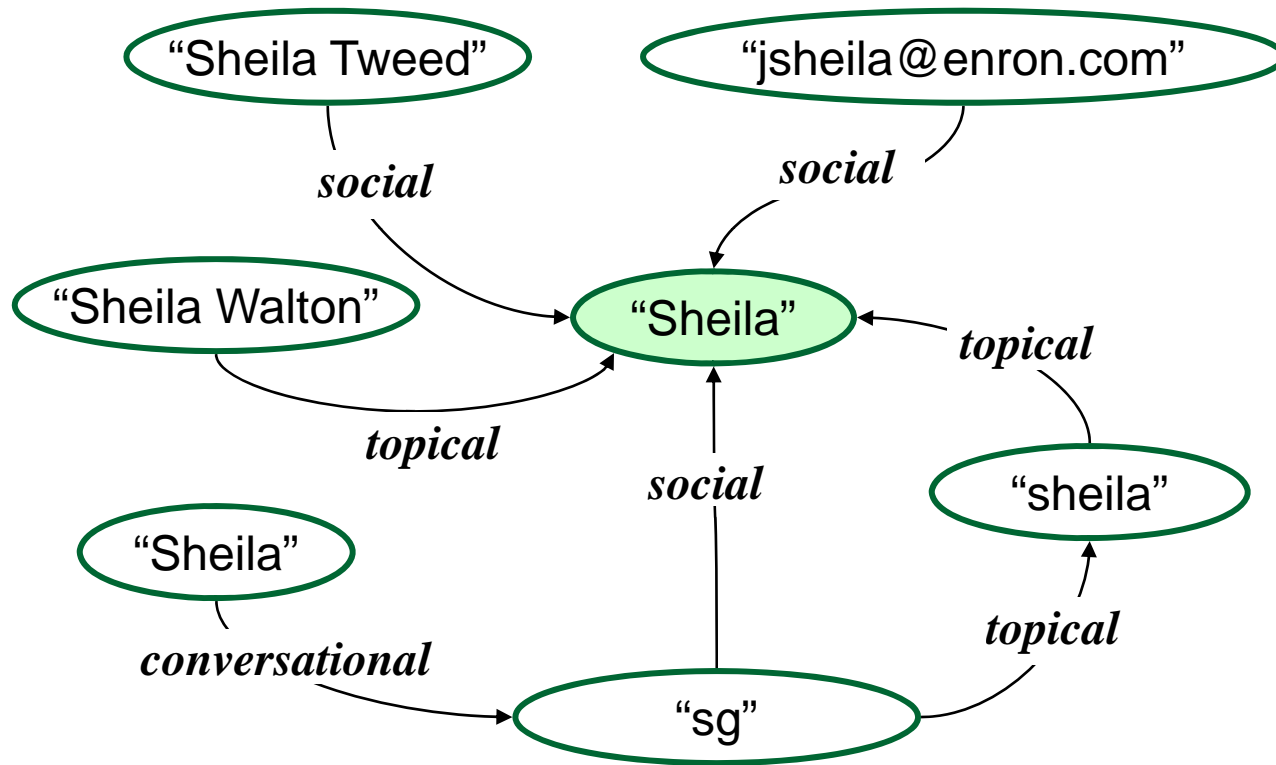 “Sheila Tweed”
“jsheila@enron.com”
social
social
“Sheila Walton”
“Sheila”
topical
topical
social
“sheila”
“Sheila”
topical
conversational
“sg”